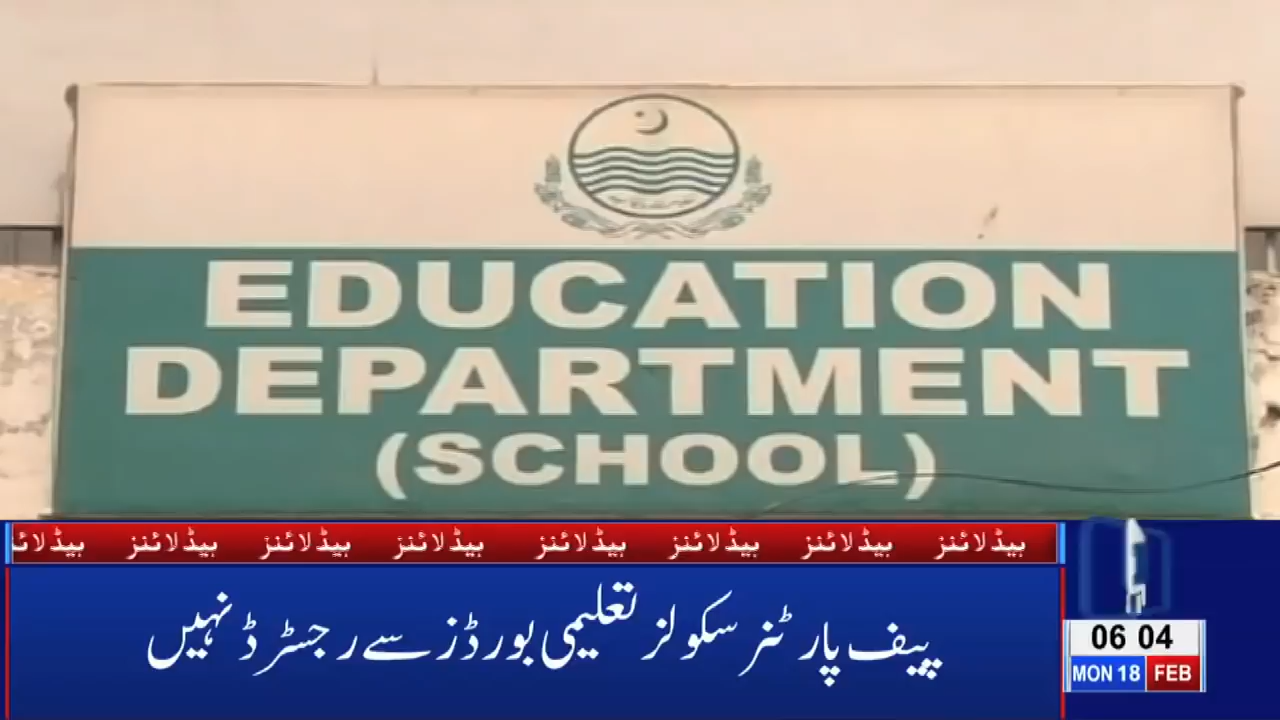 EDUCATION
DEPARTMENT
(SCHOOL)
ہیڈلائنز ہیڈلائنز ہیڈلائنز ہیڈلائنز ہیڈلائنز ہیڈلائنز ہیڈلائنز
پیف پارٹنر سکولز تعلیمی بورڈز سے رجسٹرڈ نہیں
06 04
MON 18 FEB